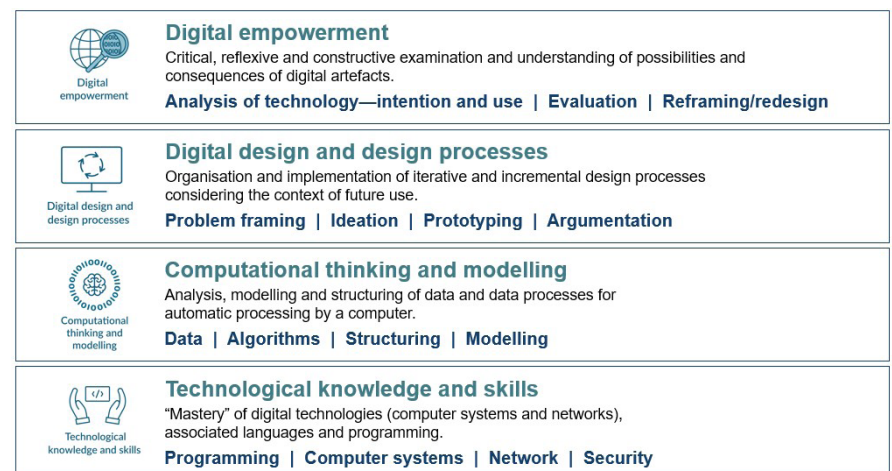 Digital
empowerment
Digital empowerment
Critical, reflexive and constructive examination and understanding of possibilities and
consequences of digital artefacts.
Analysis of technology—intention and use | Evaluation | Reframing/redesign
Digital design and
design processes
Digital design and design processes
Organisation and implementation of iterative and incremental design processes
considering the context of future use.
Problem framing | Ideation | Prototyping | Argumentation
Computational
thinking and
modelling
Computational thinking and modelling
Analysis, modelling and structuring of data and data processes for
automatic processing by a computer.
Data | Algorithms | Structuring | Modelling
</>
Technological
knowledge and skills
Technological knowledge and skills
“Mastery” of digital technologies (computer systems and networks),
associated languages and programming.
Programming | Computer systems | Network | Security